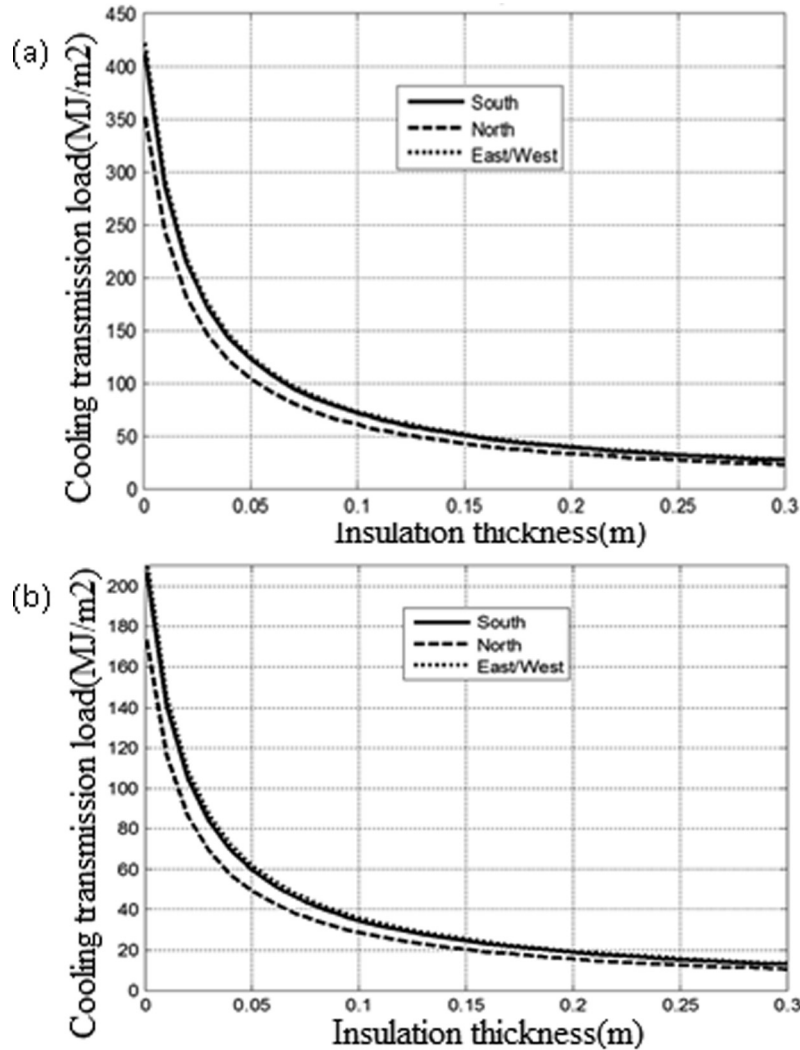 (a)
Cooling transmission load(MJ/m2)
450
400
350
300
250
200
150
100
50
0
South
North
East/West
0 0.05 0.1 0.15 0.2 0.25 0.3
Insulation thickness(m)
(b)
Cooling transmission load(MJ/m2)
200
180
160
140
120
100
80
60
40
20
0
South
North
East/West
0 0.05 0.1 0.15 0.2 0.25 0.3
Insulation thickness(m)